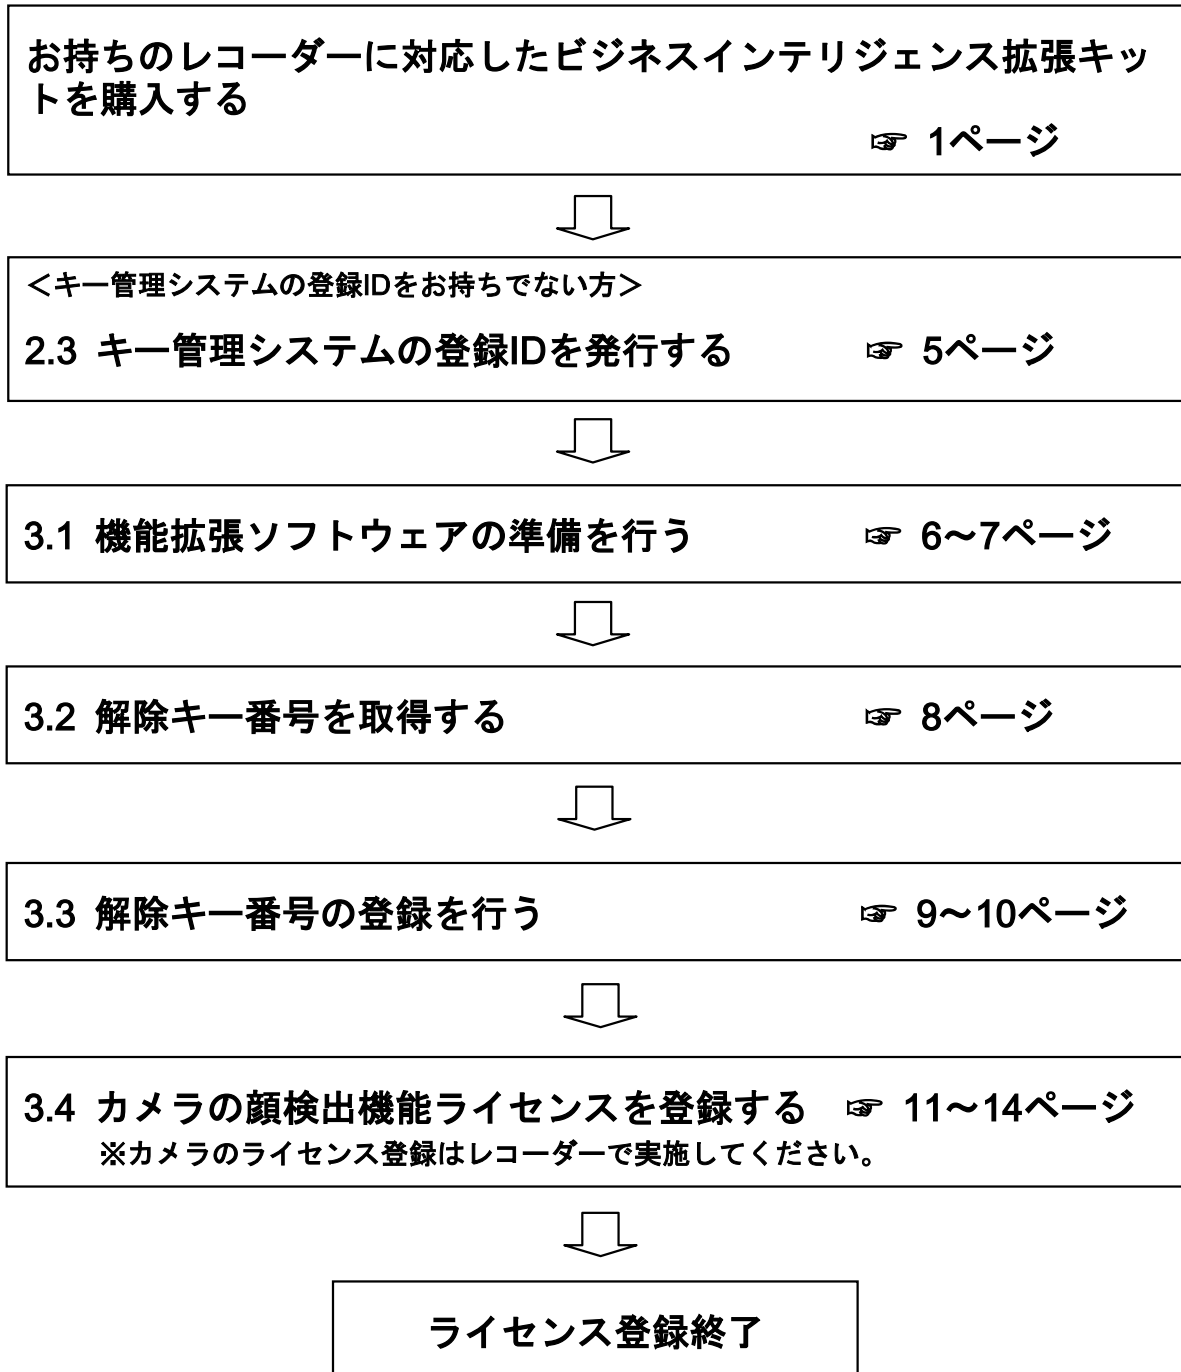 お持ちのレコーダーに対応したビジネスインテリジェンス拡張キッ
トを購入する
☞ 1ページ
＜キー管理システムの登録IDをお持ちでない方＞
2.3 キー管理システムの登録IDを発行する ☞ 5ページ
3.1 機能拡張ソフトウェアの準備を行う ☞ 6～7ページ
3.2 解除キー番号を取得する ☞ 8ページ
3.3 解除キー番号の登録を行う ☞ 9～10ページ
3.4 カメラの顔検出機能ライセンスを登録する ☞ 11～14ページ
※カメラのライセンス登録はレコーダーで実施してください。
ライセンス登録終了